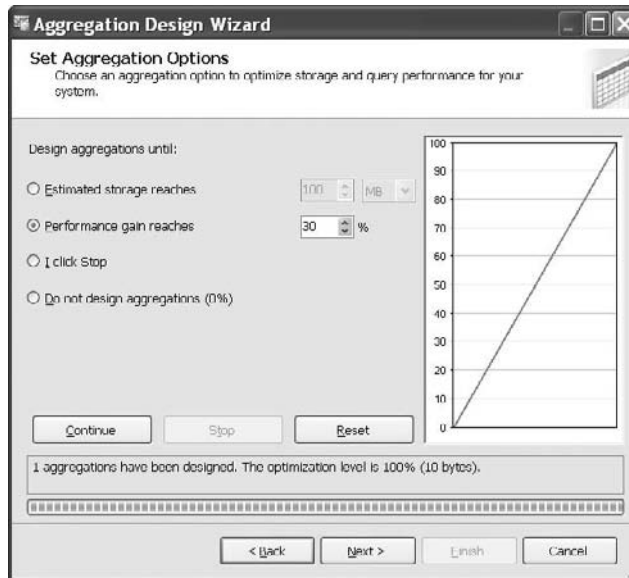 Aggregation Design Wizard
Set Aggregation Options
Choose an aggregation option to optimize storage and query performance for your
system.
Design aggregations until:
Estimated storage reaches 100 MB
Performance gain reaches 30 %
I click Stop
Do not design aggregations (0%)
100
90
80
70
60
50
40
30
20
10
0
Continue Stop Reset
1 aggregations have been designed. The optimization level is 100% (10 bytes).
< Back Next > Finish Cancel